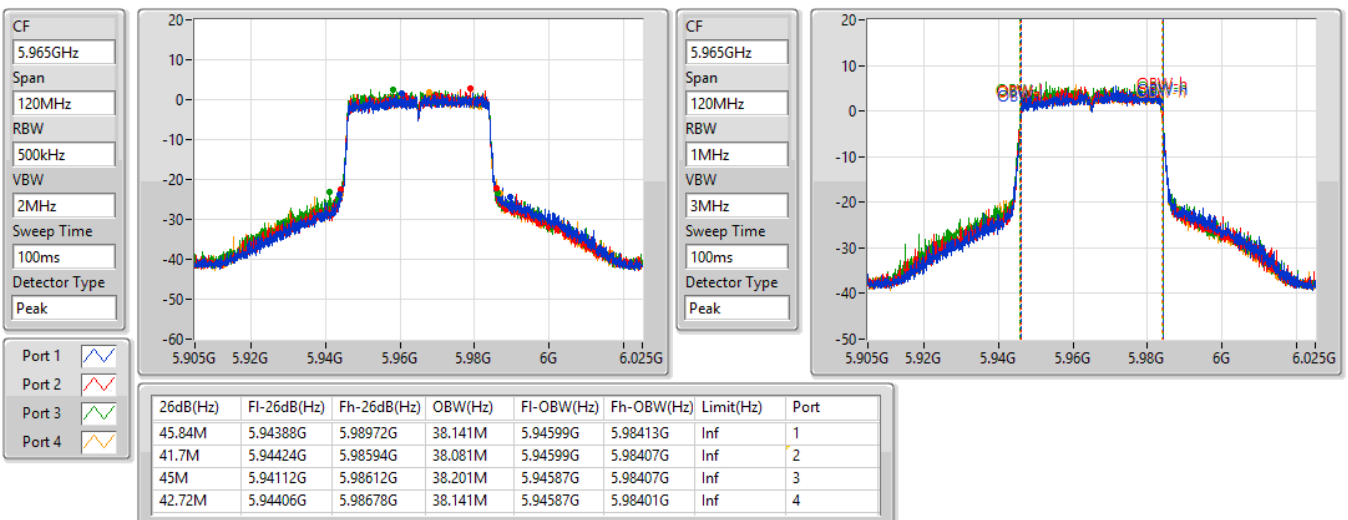 CF
5.965GHz
Span
120MHz
RBW
500kHz
VBW
2MHz
Sweep Time
100ms
Detector Type
Peak
20
10
0
-10
-20
-30
-40
-50
-60
5.905G 5.92G 5.94G 5.96G 5.98G 6G 6.025G
CF
5.965GHz
Span
120MHz
RBW
1MHz
VBW
3MHz
Sweep Time
100ms
Detector Type
Peak
20
10
0
-10
-20
-30
-40
-50
OBW-h
5.905G 5.92G 5.94G 5.96G 5.98G 6G 6.025G
Port 1
Port 2
Port 3
Port 4
26dB(Hz) Fl-26dB(Hz) Fh-26dB(Hz) OBW(Hz) Fl-OBW(Hz) Fh-OBW(Hz) Limit(Hz) Port
45.84M 5.94388G 5.98972G 38.141M 5.94599G 5.98413G Inf 1
41.7M 5.94424G 5.98594G 38.081M 5.94599G 5.98407G Inf 2
45M 5.94112G 5.98612G 38.201M 5.94587G 5.98407G Inf 3
42.72M 5.94406G 5.98678G 38.141M 5.94587G 5.98401G Inf 4